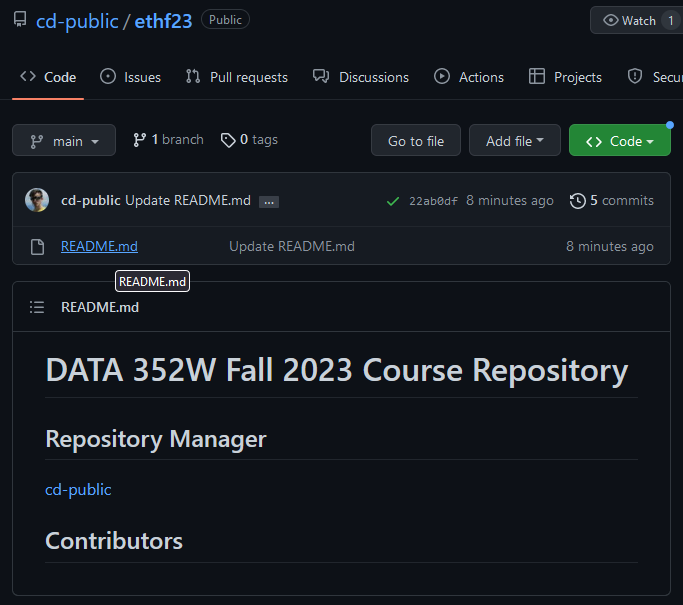 cd-public / ethf23 Public Watch 1
Code Issues Pull requests Discussions Actions Projects
main 1 branch 0 tags Go to file Add file Code
cd-public Update README.md ... 22ab0df 8 minutes ago 5 commits
README.md Update README.md 8 minutes ago
README.md
README.md
DATA 352W Fall 2023 Course Repository
Repository Manager
cd-public
Contributors